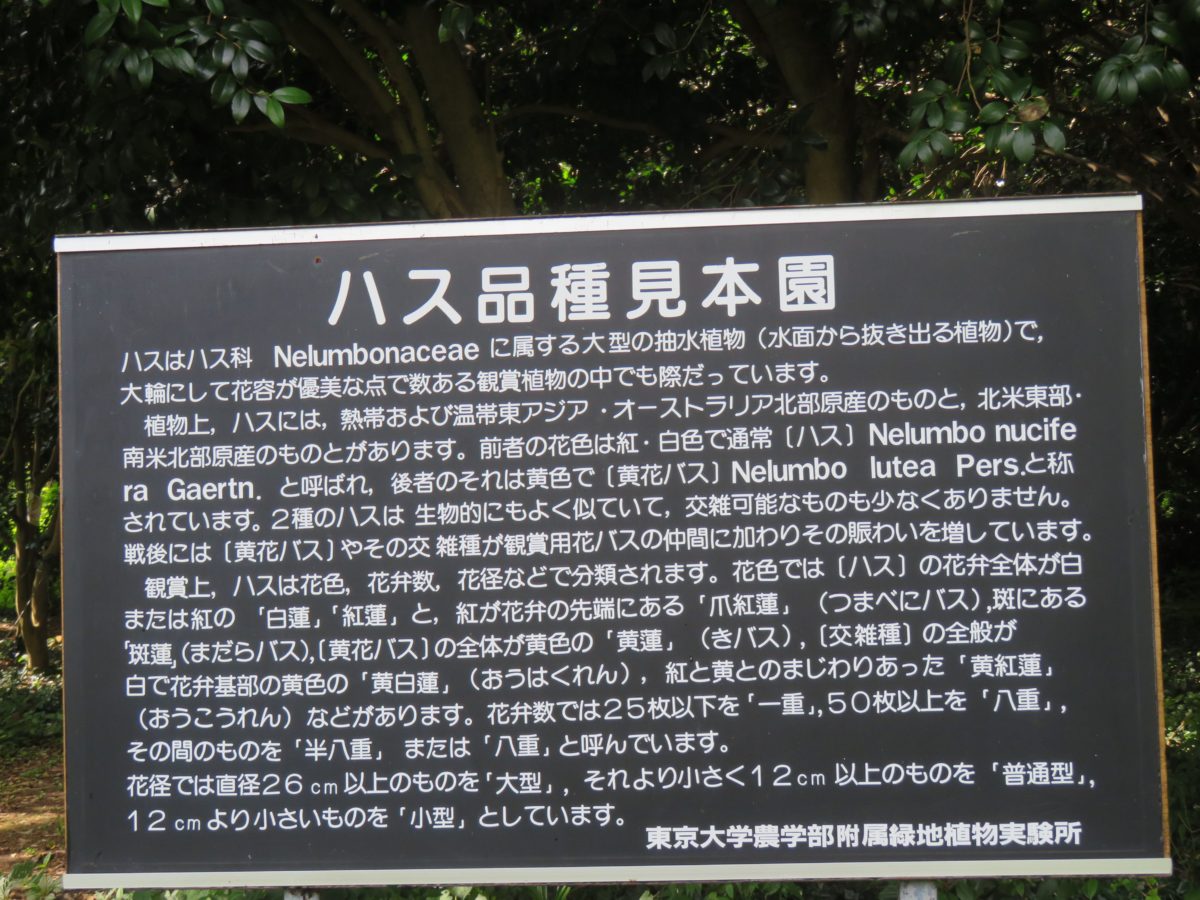 ハス品種見本園
ハスはハス科 Nelumbonaceae に属する大型の抽水植物(水面から抜き出る植物)で,
大輪にして花容が優美な点で数ある観賞植物の中でも際だっています。
植物上,ハスには,熱帯および温帯東アジア・オーストラリア北部原産のものと,北米東部・
南米北部原産のものとがあります。前者の花色は紅・白色で通常〔ハス〕Nelumbo nucife
ra Gaertn. と呼ばれ,後者のそれは黄色で〔黄花バス〕Nelumbo lutea Pers.と称
されています。2種のハスは 生物的にもよく似ていて,交雑可能なものも少なくありません。
戦後には〔黄花バス〕やその交 雑種が観賞用花バスの仲間に加わりその賑わいを増しています。
観賞上,ハスは花色,花弁数,花径などで分類されます。花色では〔ハス〕の花弁全体が白
または紅の「白蓮」「紅蓮」と,紅が花弁の先端にある「爪紅蓮」(つまべにバス),斑にある
「斑蓮」(まだらバス),〔黄花バス〕の全体が黄色の「黄蓮」(きバス),〔交雑種〕の全般が
白で花弁基部の黄色の「黄白蓮」(おうはくれん),紅と黄とのまじわりあった「黄紅蓮」
(おうこうれん)などがあります。花弁数では25枚以下を「一重」,50枚以上を「八重」,
その間のものを「半八重」または「八重」と呼んでいます。
花径では直径26cm以上のものを「大型」,それより小さく12cm以上のものを「普通型」,
12cmより小さいものを「小型」としています。
東京大学農学部附属緑地植物実験所